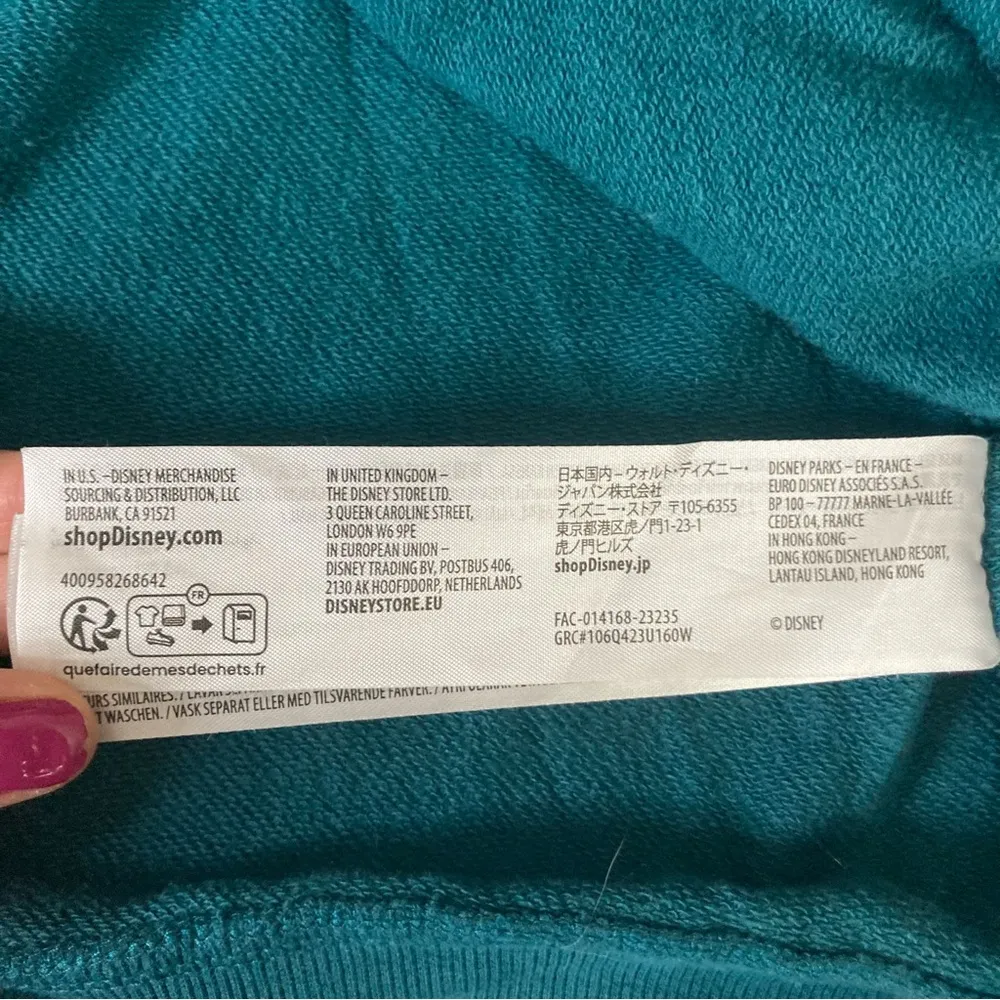 IN U.S. –DISNEY MERCHANDISE
SOURCING & DISTRIBUTION, LLC
BURBANK, CA 91521
shopDisney.com
400958268642
FR
quefairedemesdechets.fr
IN UNITED KINGDOM –
THE DISNEY STORE LTD.
3 QUEEN CAROLINE STREET,
LONDON W6 9PE
IN EUROPEAN UNION –
DISNEY TRADING BV, POSTBUS 406,
2130 AK HOOFDDORP, NETHERLANDS
DISNEYSTORE.EU
日本国内 – ウォルト・ディズニー・
ジャパン株式会社
ディズニー・ストア 〒105-6355
東京都港区虎ノ門1-23-1
虎ノ門ヒルズ
shopDisney.jp
FAC-014168-23235
GRC#106Q423U160W
DISNEY PARKS – EN FRANCE –
EURO DISNEY ASSOCIÉS S.A.S.
BP 100 – 77777 MARNE-LA-VALLÉE
CEDEX 04, FRANCE
IN HONG KONG –
HONG KONG DISNEYLAND RESORT,
LANTAU ISLAND, HONG KONG
© DISNEY
SIMILAIRES. /
WASCHEN. / VASK SEPARAT ELLER MED TILSVARENDE FARVER. /